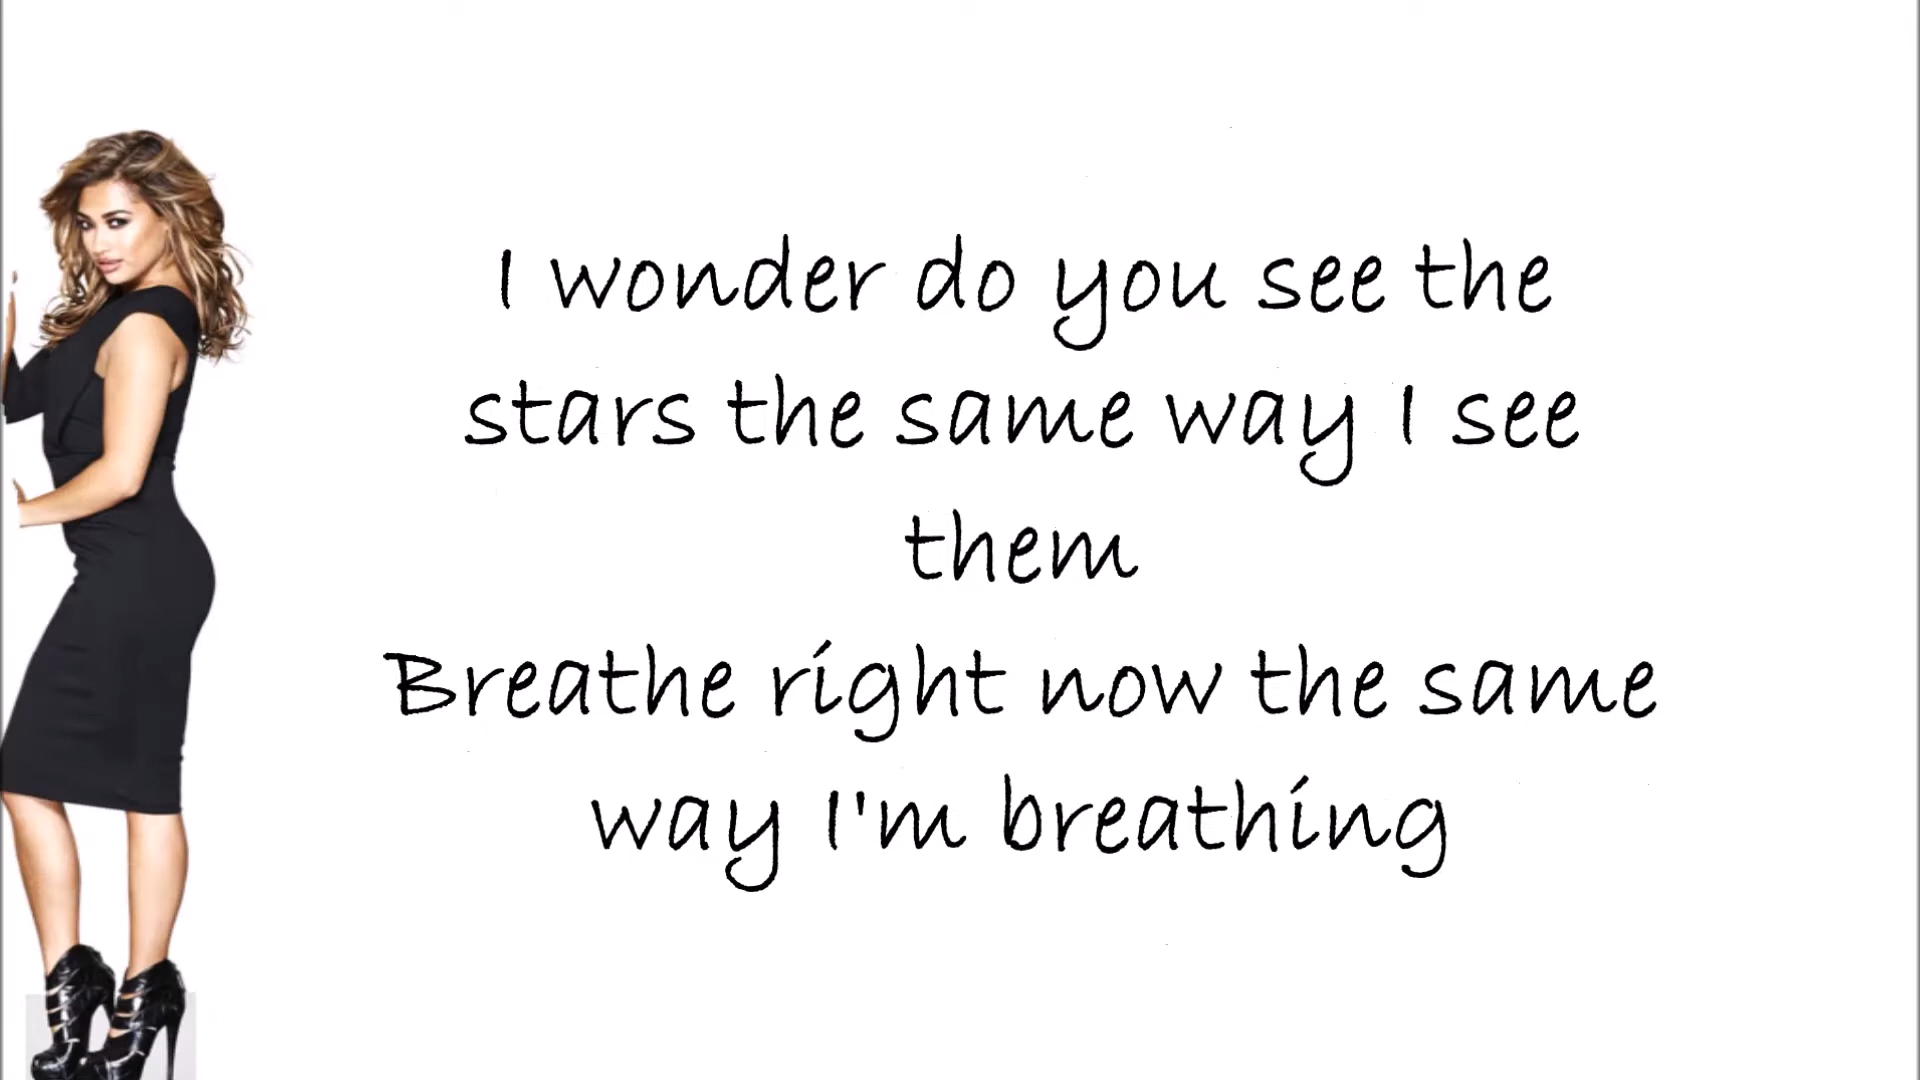 I wonder do you see the
stars the same way I see
them
Breathe right now the same
way I'm breathing